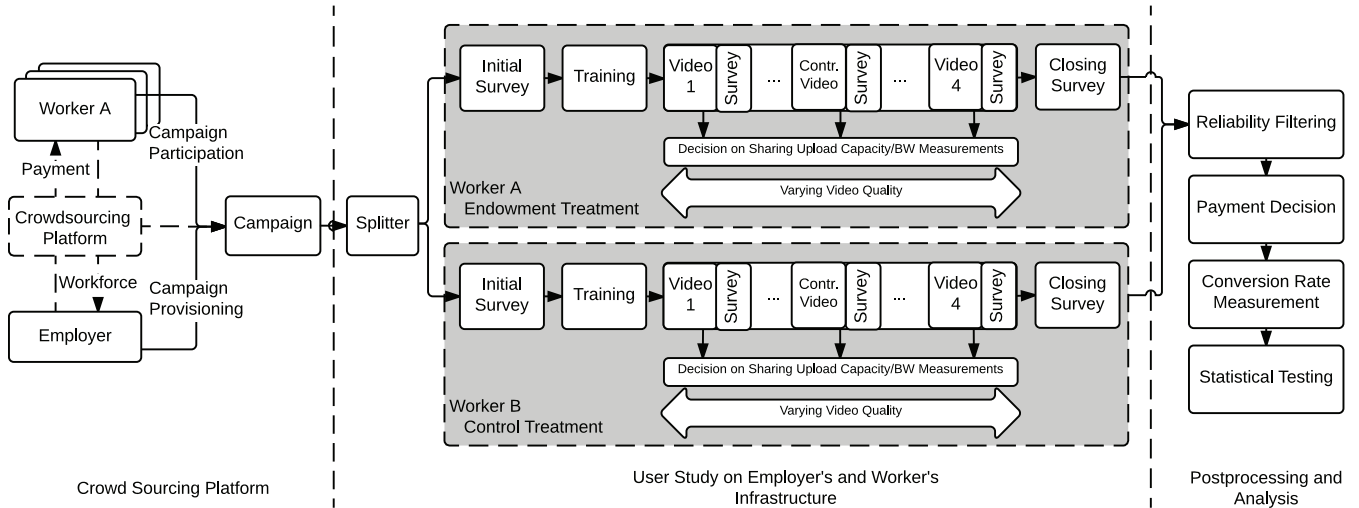 Worker A
Payment
Campaign
Participation
Crowdsourcing
Platform
Workforce
Campaign
Provisioning
Employer
Campaign
Crowd Sourcing Platform
Splitter
Initial
Survey
Training
Video
1
Survey
...
Contr.
Video
Survey
...
Video
4
Survey
Closing
Survey
Decision on Sharing Upload Capacity/BW Measurements
Varying Video Quality
Worker A
Endowment Treatment
Initial
Survey
Training
Video
1
Survey
...
Contr.
Video
Survey
...
Video
4
Survey
Closing
Survey
Decision on Sharing Upload Capacity/BW Measurements
Varying Video Quality
Worker B
Control Treatment
User Study on Employer's and Worker's
Infrastructure
Reliability Filtering
Payment Decision
Conversion Rate
Measurement
Statistical Testing
Postprocessing and
Analysis